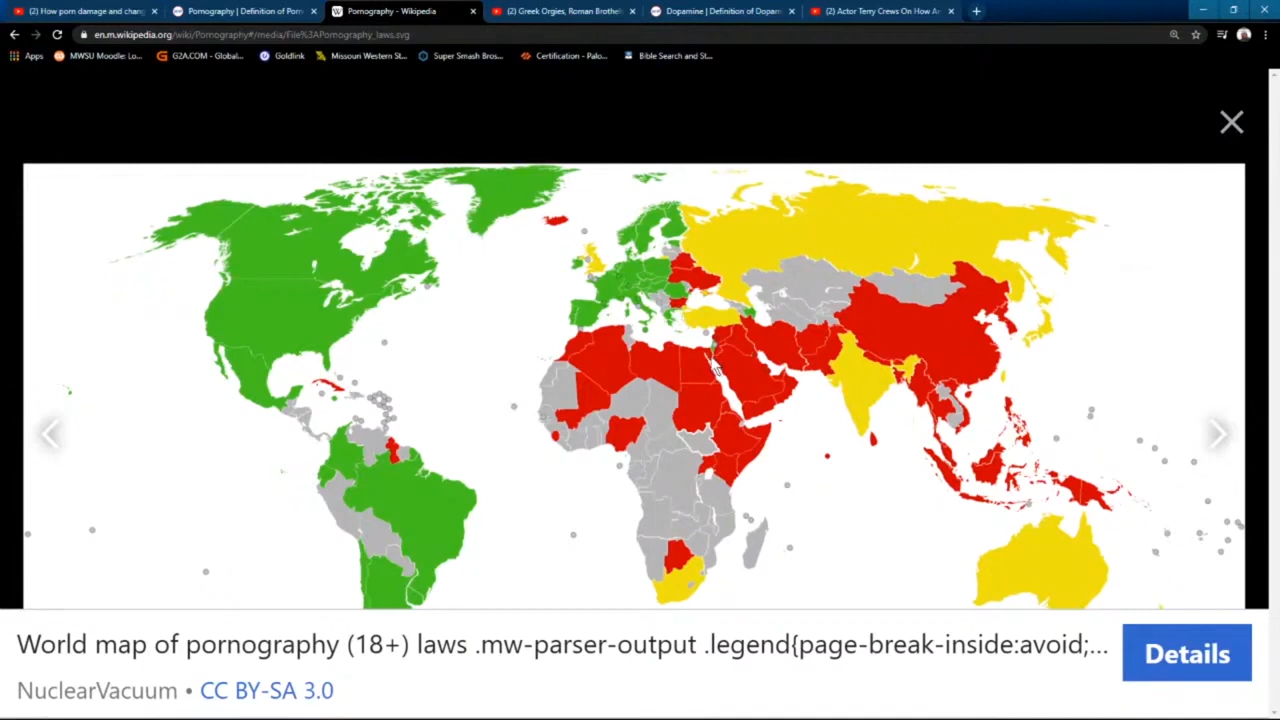 (2) How porn damage and chang
Pornography | Definition of Porn
Pornography - Wikipedia
(2) Greek Orgies, Roman Brothel
Dopamine | Definition of Dopam
(2) Actor Terry Crews On How A
en.m.wikipedia.org/wiki/Pornography#/media/File%3APornography_laws.svg
Apps
MWSU Moodle: Lo...
G2A.COM - Global...
Goldlink
Missouri Western St...
Super Smash Bros...
Certification - Palo...
Bible Search and St...
World map of pornography (18+) laws .mw-parser-output .legend{page-break-inside:avoid;...
Details
NuclearVacuum • CC BY-SA 3.0